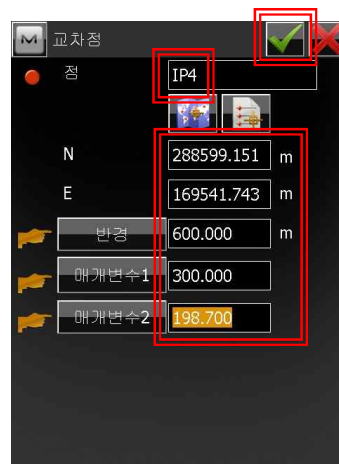 교차점
점 IP4
N 288599.151 m
E 169541.743 m
반경 600.000 m
매개변수1 300.000
매개변수2 198.700